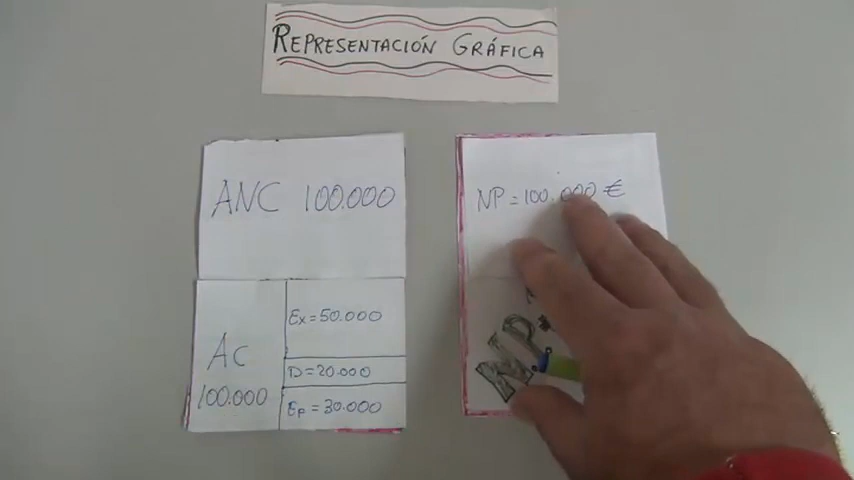 REPRESENTACIÓN GRÁFICA
ANC 100.000
NP = 100.000 €
Ex = 50.000
AC
100.000
D = 20.000
Ep = 30.000